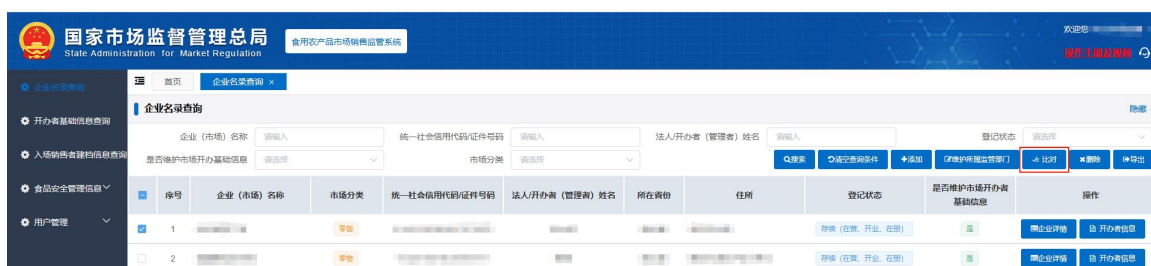 国家市场监督管理总局
State Administration for Market Regulation
食用农产品市场销售监管系统
欢迎您
操作手册及视频
企业名录查询
开办者基础信息查询
入场销售者建档信息查询
食品安全管理信息
用户管理
首页 企业名录查询 ×
企业名录查询 隐藏
企业（市场）名称 请输入 统一社会信用代码/证件号码 请输入 法人/开办者（管理者）姓名 请输入 登记状态 请选择
是否维护市场开办基础信息 请选择 市场分类 请选择 搜索 清空查询条件 +添加 维护所属监管部门 比对 ×删除 导出
序号 企业（市场）名称 市场分类 统一社会信用代码/证件号码 法人/开办者（管理者）姓名 所在省份 住所 登记状态 是否维护市场开办者基础信息 操作
1 零售 存续（在营、开业、在册） 是 企业详情 开办者信息
2 零售 存续（在营、开业、在册） 是 企业详情 开办者信息